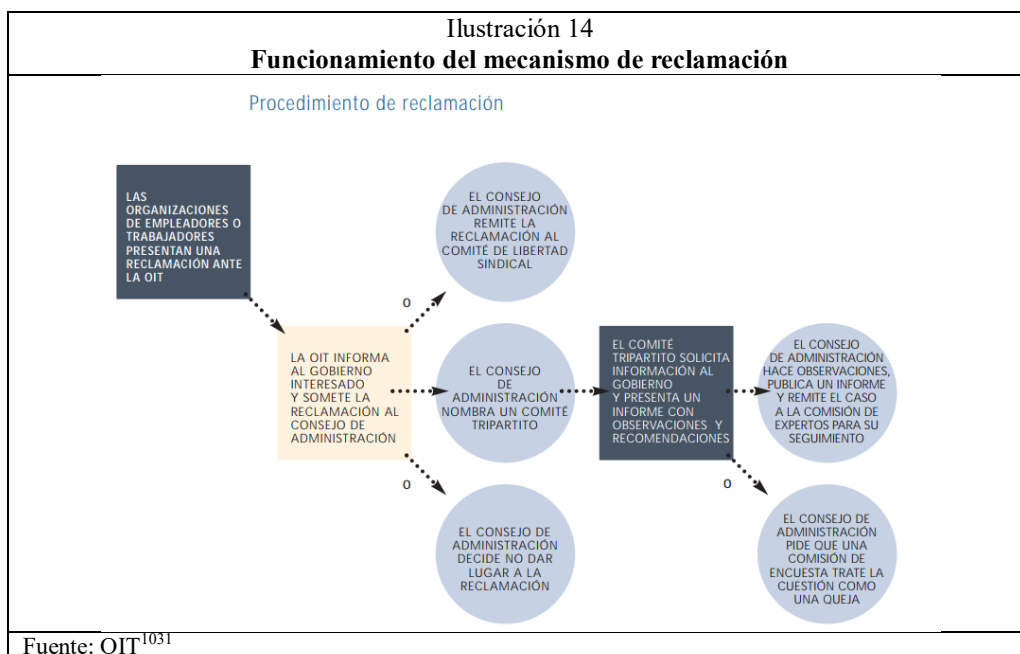 Ilustración 14
Funcionamiento del mecanismo de reclamación
Procedimiento de reclamación
LAS
ORGANIZACIONES
DE EMPLEADORES O
TRABAJADORES
PRESENTAN UNA
RECLAMACIÓN ANTE
LA OIT
EL CONSEJO
DE ADMINISTRACIÓN
REMITE LA
RECLAMACIÓN AL
COMITÉ DE LIBERTAD
SINDICAL
O
LA OIT INFORMA
AL GOBIERNO
INTERESADO
Y SOMETE LA
RECLAMACIÓN AL
CONSEJO DE
ADMINISTRACIÓN
EL CONSEJO
DE
ADMINISTRACIÓN
NOMBRA UN COMITÉ
TRIPARTITO
EL COMITÉ
TRIPARTITO SOLICITA
INFORMACIÓN AL
GOBIERNO
Y PRESENTA UN
INFORME CON
OBSERVACIONES Y
RECOMENDACIONES
EL CONSEJO
DE ADMINISTRACIÓN
HACE OBSERVACIONES,
PUBLICA UN INFORME
Y REMITE EL CASO
A LA COMISIÓN DE
EXPERTOS PARA SU
SEGUIMIENTO
O
EL CONSEJO DE
ADMINISTRACIÓN
DECIDE NO DAR
LUGAR A LA
RECLAMACIÓN
O
EL CONSEJO DE
ADMINISTRACIÓN
PIDE QUE UNA
COMISIÓN DE
ENCUESTA TRATE LA
CUESTIÓN COMO
UNA QUEJA
Fuente: OIT1031